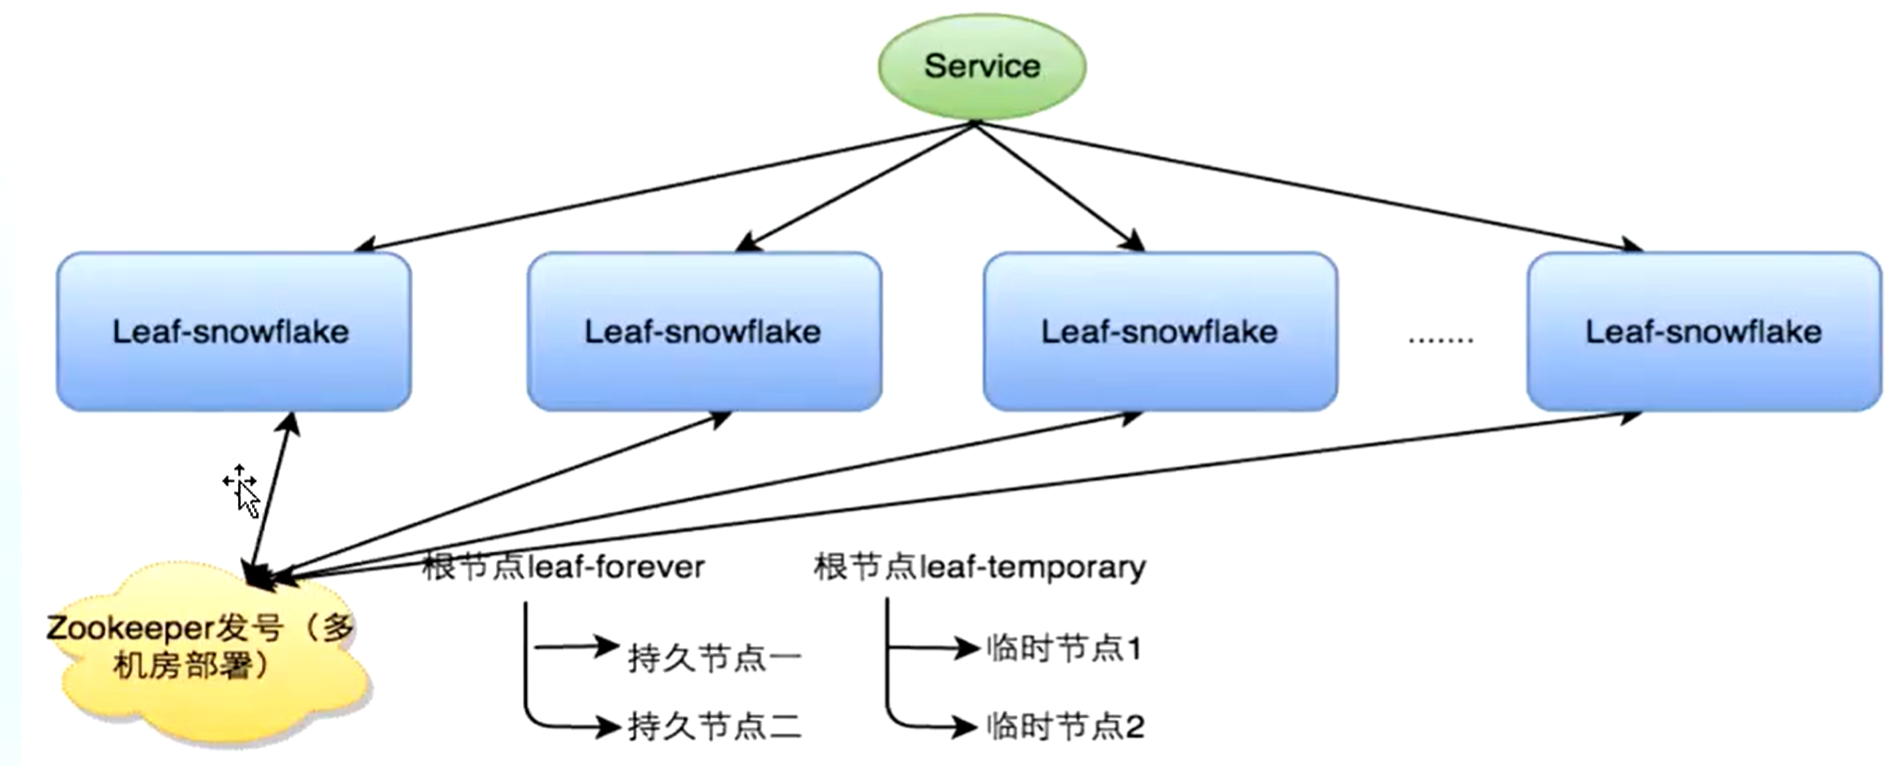 Service
Leaf-snowflake
Leaf-snowflake
Leaf-snowflake
.......
Leaf-snowflake
根节点leaf-forever
根节点leaf-temporary
Zookeeper发号（多
机房部署）
持久节点一
持久节点二
临时节点1
临时节点2